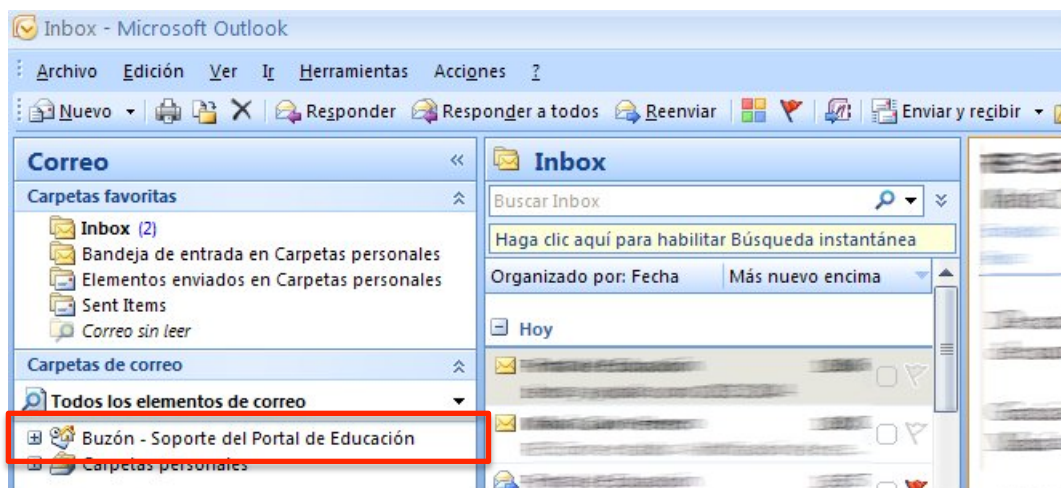 Inbox - Microsoft Outlook
Archivo Edición Ver Ir Herramientas Acciones ?
Nuevo Responder Responder a todos Reenviar Enviar y recibir
Correo
Carpetas favoritas
Inbox (2)
Bandeja de entrada en Carpetas personales
Elementos enviados en Carpetas personales
Sent Items
Correo sin leer
Carpetas de correo
Todos los elementos de correo
Buzón - Soporte del Portal de Educación
Carpetas personales
Inbox
Buscar Inbox
Haga clic aquí para habilitar Búsqueda instantánea
Organizado por: Fecha Más nuevo encima
Hoy